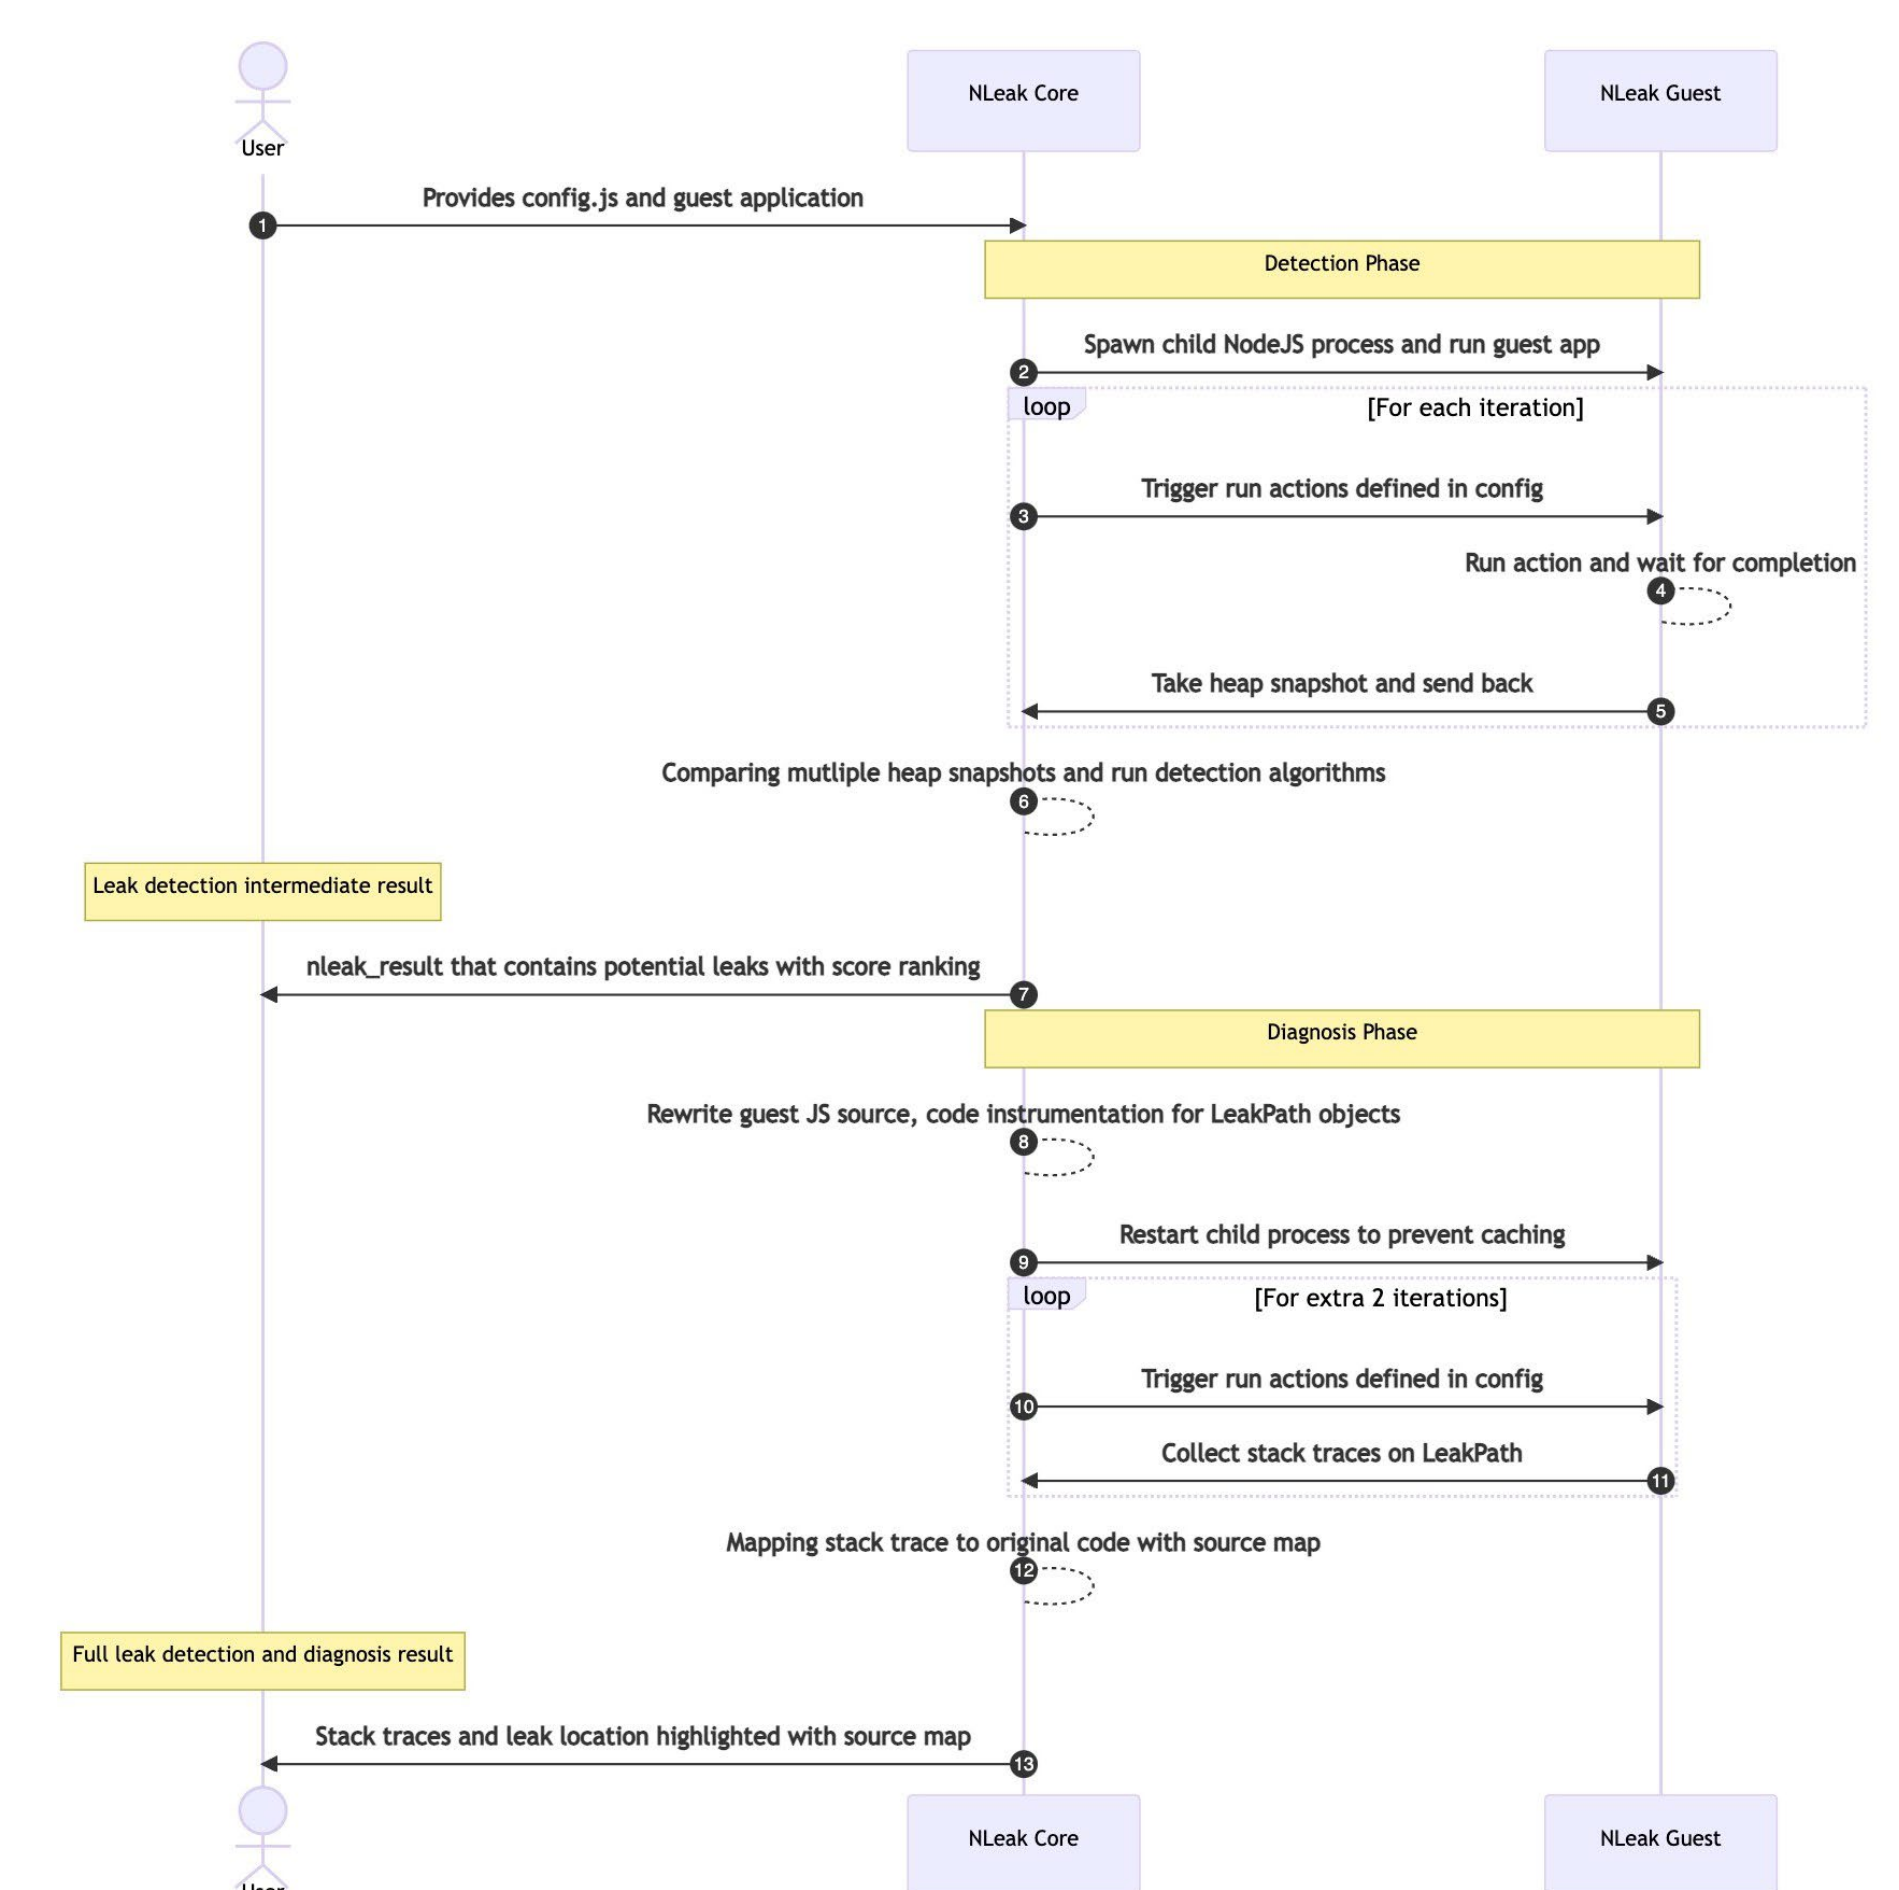 User
NLeak Core
NLeak Guest
Provides config.js and guest application
1
Detection Phase
Spawn child NodeJS process and run guest app
2
loop
[For each iteration]
Trigger run actions defined in config
3
Run action and wait for completion
4
Take heap snapshot and send back
5
Comparing mutliple heap snapshots and run detection algorithms
6
Leak detection intermediate result
nleak_result that contains potential leaks with score ranking
7
Diagnosis Phase
Rewrite guest JS source, code instrumentation for LeakPath objects
8
Restart child process to prevent caching
9
loop
[For extra 2 iterations]
Trigger run actions defined in config
10
Collect stack traces on LeakPath
11
Mapping stack trace to original code with source map
12
Full leak detection and diagnosis result
Stack traces and leak location highlighted with source map
13
NLeak Core
NLeak Guest